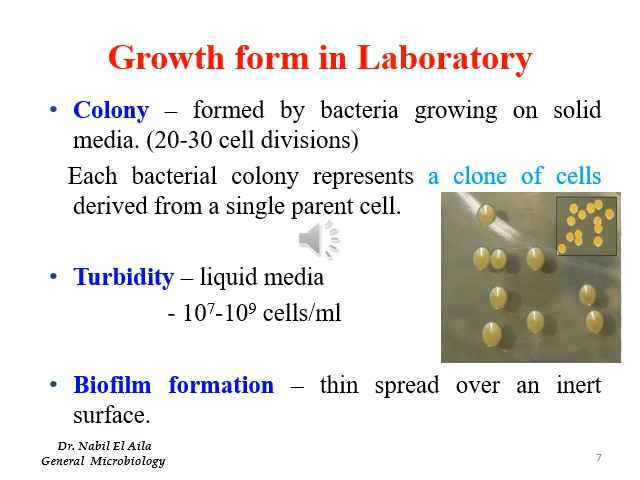 Growth form in Laboratory
• Colony – formed by bacteria growing on solid
media. (20-30 cell divisions)
Each bacterial colony represents a clone of cells
derived from a single parent cell.
• Turbidity – liquid media
- 10⁷-10⁹ cells/ml
• Biofilm formation – thin spread over an inert
surface.
Dr. Nabil El Aila
General Microbiology
7